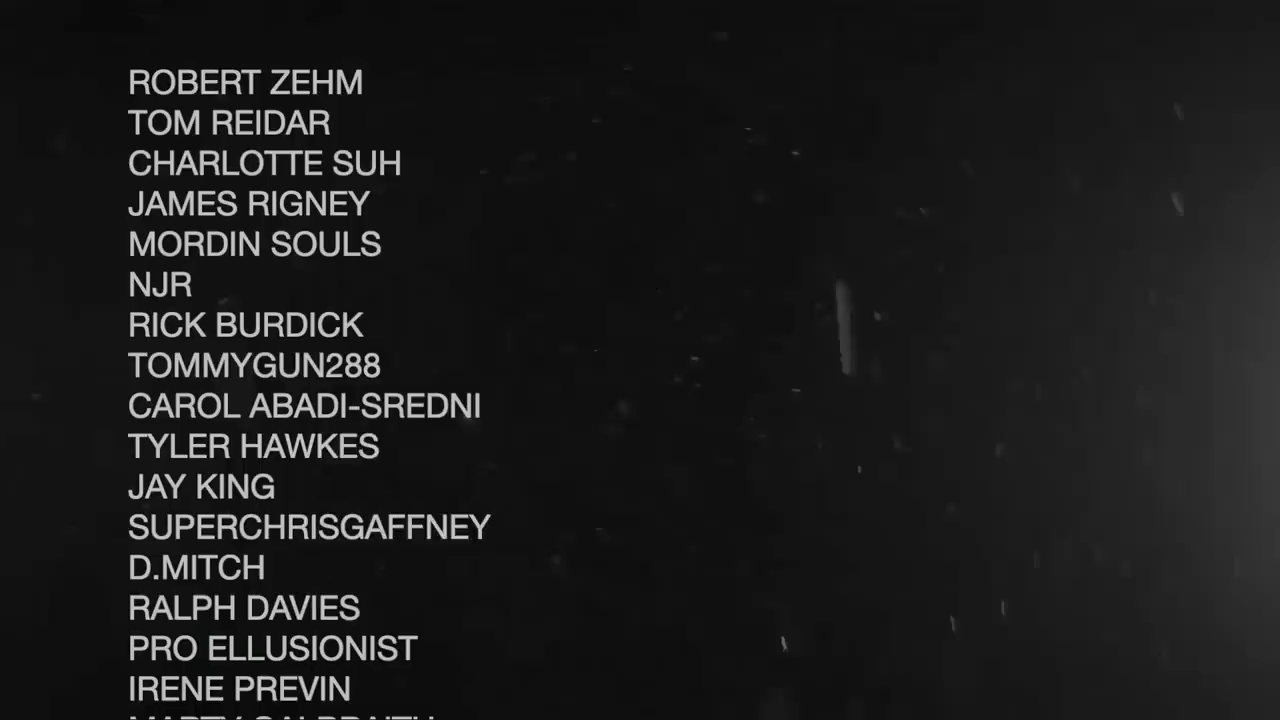 ROBERT ZEHM
TOM REIDAR
CHARLOTTE SUH
JAMES RIGNEY
MORDIN SOULS
NJR
RICK BURDICK
TOMMYGUN288
CAROL ABADI-SREDNI
TYLER HAWKES
JAY KING
SUPERCHRISGAFFNEY
D.MITCH
RALPH DAVIES
PRO ELLUSIONIST
IRENE PREVIN